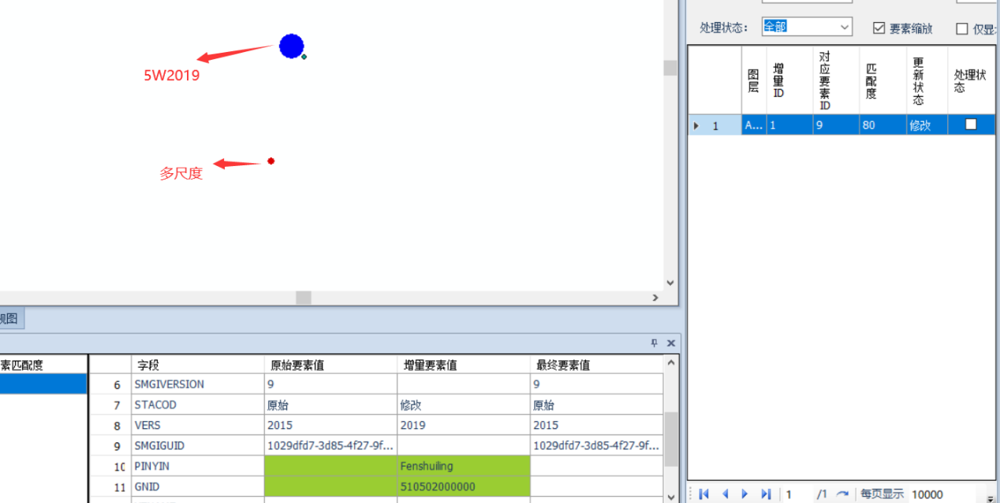 处理状态： 全部 要素缩放
5W2019
多尺度
图层 增量ID 对应要素ID 匹配度 更新状态 处理状态
1 A... 1 9 80 修改
视图
素匹配度
字段 原始要素值 增量要素值 最终要素值
6 SMGIVERSION 9 9
7 STACOD 原始 修改 原始
8 VERS 2015 2019 2015
9 SMGIGUID 1029dfd7-3d85-4f27-9f... 1029dfd7-3d85-4f27-9f...
10 PINYIN Fenshuiling
11 GNID 510502000000
1 /1 每页显示 10000